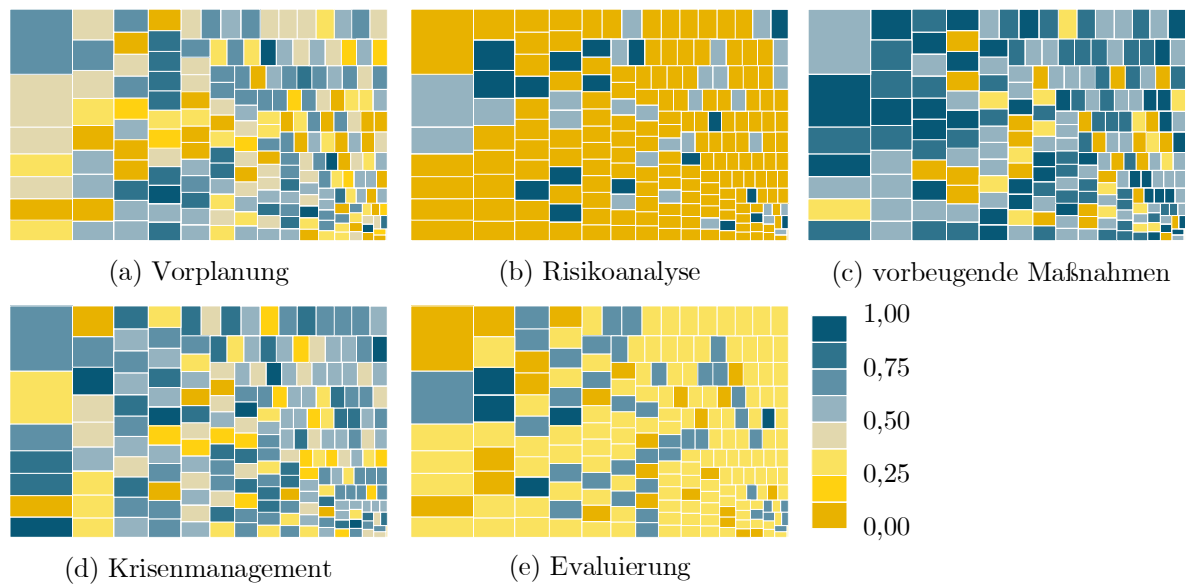 (a) Vorplanung
(b) Risikoanalyse
(c) vorbeugende Maßnahmen
1,00
0,75
0,50
0,25
0,00
(d) Krisenmanagement
(e) Evaluierung